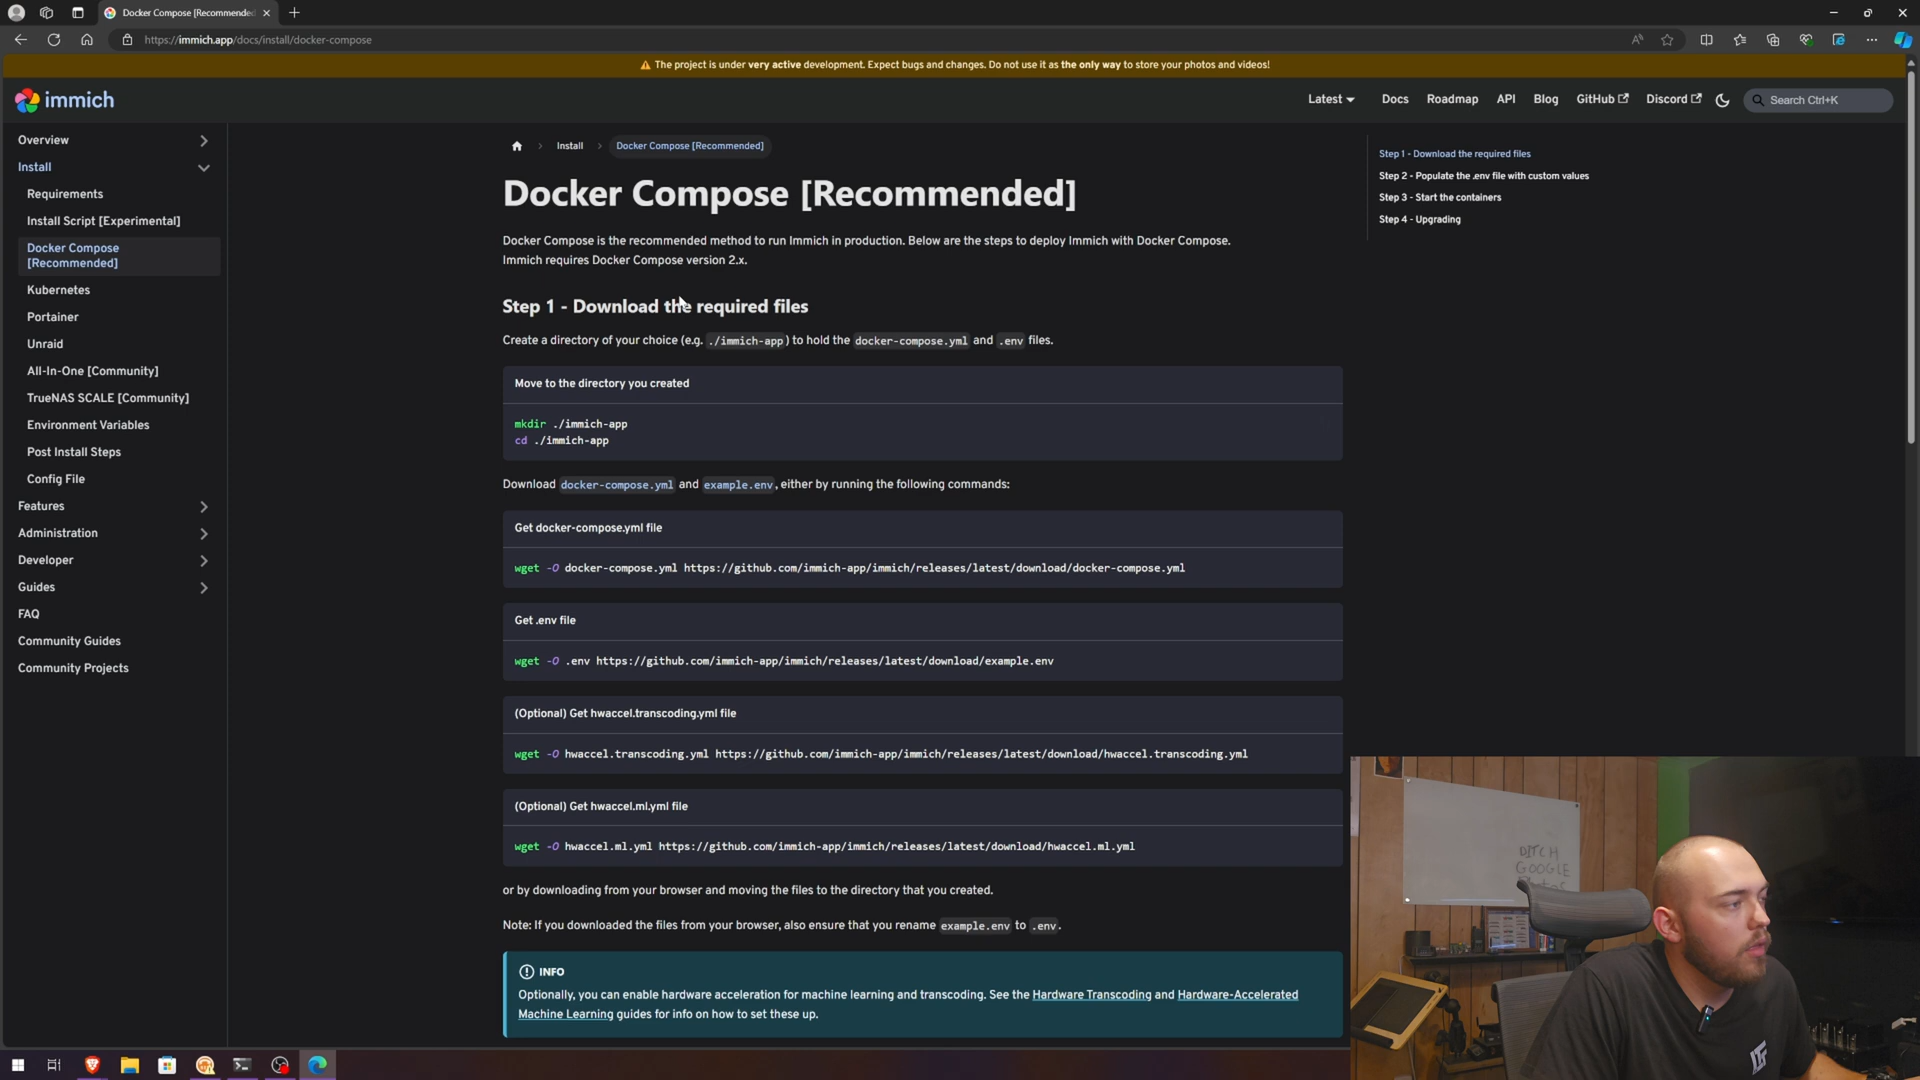 Docker Compose [Recommended]
https://immich.app/docs/install/docker-compose
The project is under very active development. Expect bugs and changes. Do not use it as the only way to store your photos and videos!
immich
Latest
Docs
Roadmap
API
Blog
GitHub
Discord
Search Ctrl+K
Overview
Install
Requirements
Install Script [Experimental]
Docker Compose
[Recommended]
Kubernetes
Portainer
Unraid
All-In-One [Community]
TrueNAS SCALE [Community]
Environment Variables
Post Install Steps
Config File
Features
Administration
Developer
Guides
FAQ
Community Guides
Community Projects
Install
Docker Compose [Recommended]
Docker Compose [Recommended]
Docker Compose is the recommended method to run Immich in production. Below are the steps to deploy Immich with Docker Compose.
Immich requires Docker Compose version 2.x.
Step 1 - Download the required files
Create a directory of your choice (e.g. ./immich-app ) to hold the docker-compose.yml and .env files.
Move to the directory you created
mkdir ./immich-app
cd ./immich-app
Download docker-compose.yml and example.env, either by running the following commands:
Get docker-compose.yml file
wget -O docker-compose.yml https://github.com/immich-app/immich/releases/latest/download/docker-compose.yml
Get .env file
wget -O .env https://github.com/immich-app/immich/releases/latest/download/example.env
(Optional) Get hwaccel.transcoding.yml file
wget -O hwaccel.transcoding.yml https://github.com/immich-app/immich/releases/latest/download/hwaccel.transcoding.yml
(Optional) Get hwaccel.ml.yml file
wget -O hwaccel.ml.yml https://github.com/immich-app/immich/releases/latest/download/hwaccel.ml.yml
or by downloading from your browser and moving the files to the directory that you created.
Note: If you downloaded the files from your browser, also ensure that you rename example.env to .env.
INFO
Optionally, you can enable hardware acceleration for machine learning and transcoding. See the Hardware Transcoding and Hardware-Accelerated
Machine Learning guides for info on how to set these up.
Step 1 - Download the required files
Step 2 - Populate the .env file with custom values
Step 3 - Start the containers
Step 4 - Upgrading
DITCH
GOOGLE